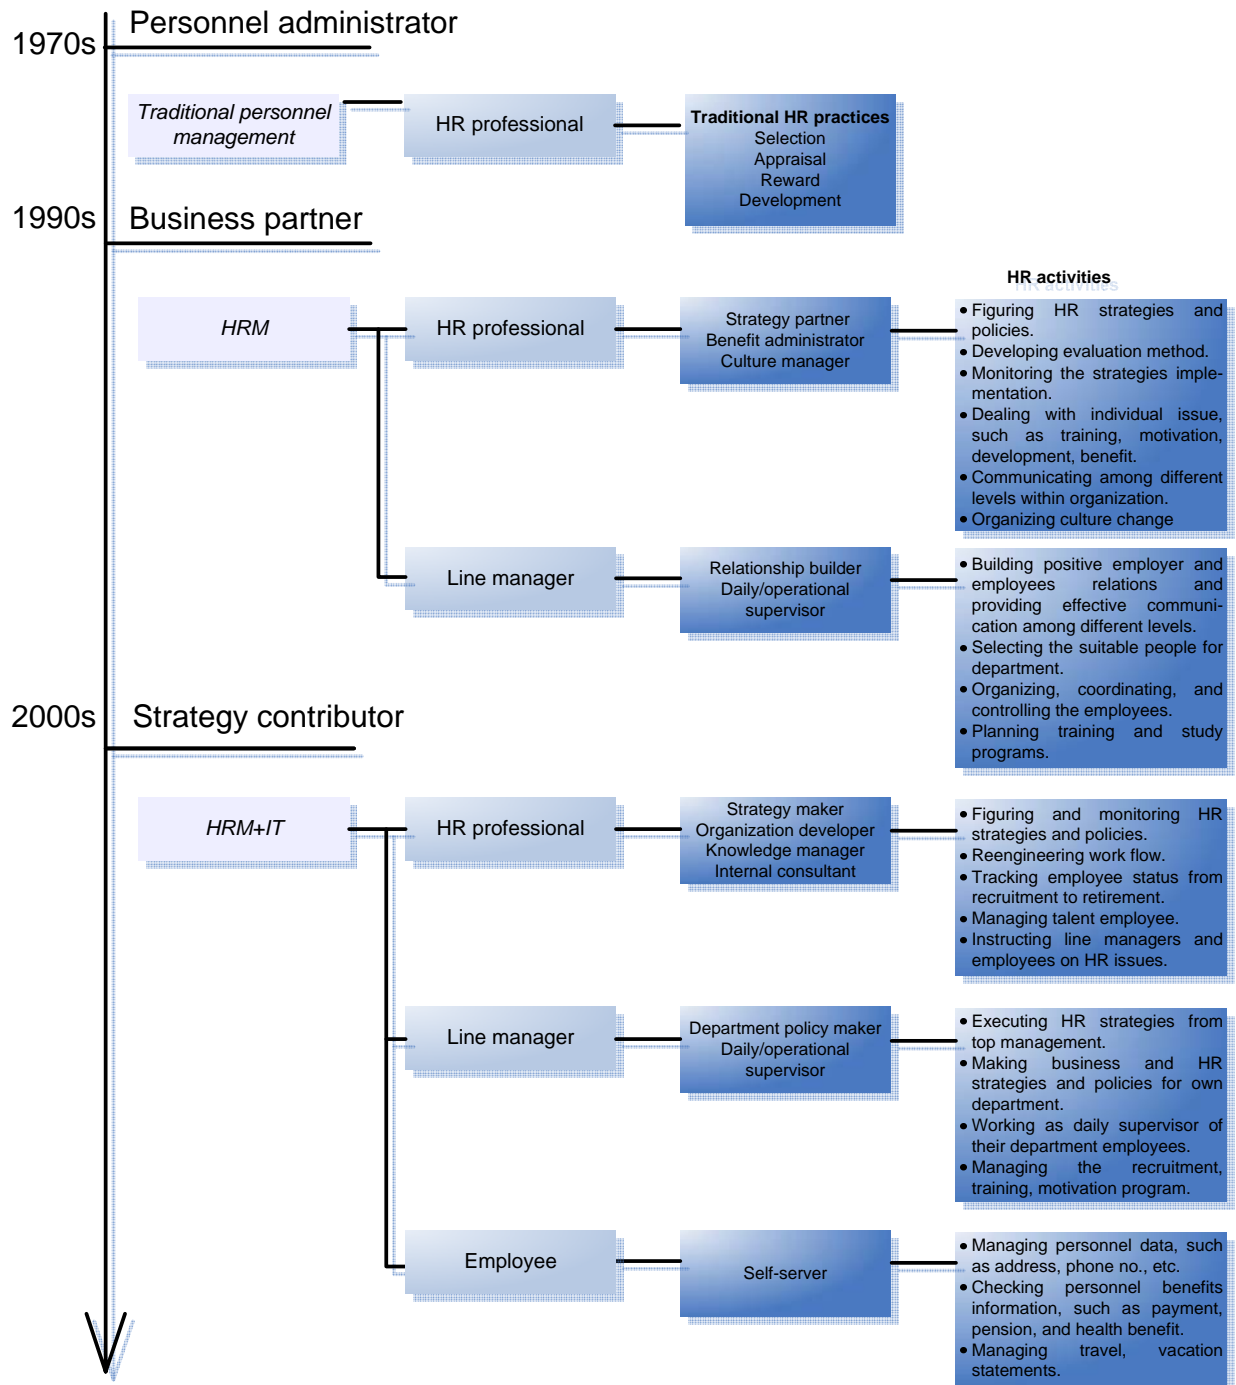 1970s
Personnel administrator
Traditional personnel
management
HR professional
Traditional HR practices
Selection
Appraisal
Reward
Development
1990s
Business partner
HRM
HR professional
Strategy partner
Benefit administrator
Culture manager
HR activities
• Figuring HR strategies and
policies.
• Developing evaluation method.
• Monitoring the strategies imple-
mentation.
• Dealing with individual issue,
such as training, motivation,
development, benefit.
• Communicating among different
levels within organization.
• Organizing culture change
Line manager
Relationship builder
Daily/operational
supervisor
• Building positive employer and
employees relations and
providing effective communi-
cation among different levels.
• Selecting the suitable people for
department.
• Organizing, coordinating, and
controlling the employees.
• Planning training and study
programs.
2000s
Strategy contributor
HRM+IT
HR professional
Strategy maker
Organization developer
Knowledge manager
Internal consultant
• Figuring and monitoring HR
strategies and policies.
• Reengineering work flow.
• Tracking employee status from
recruitment to retirement.
• Managing talent employee.
• Instructing line managers and
employees on HR issues.
Line manager
Department policy maker
Daily/operational
supervisor
• Executing HR strategies from
top management.
• Making business and HR
strategies and policies for own
department.
• Working as daily supervisor of
their department employees.
• Managing the recruitment,
training, motivation program.
Employee
Self-server
• Managing personnel data, such
as address, phone no., etc.
• Checking personnel benefits
information, such as payment,
pension, and health benefit.
• Managing travel, vacation
statements.